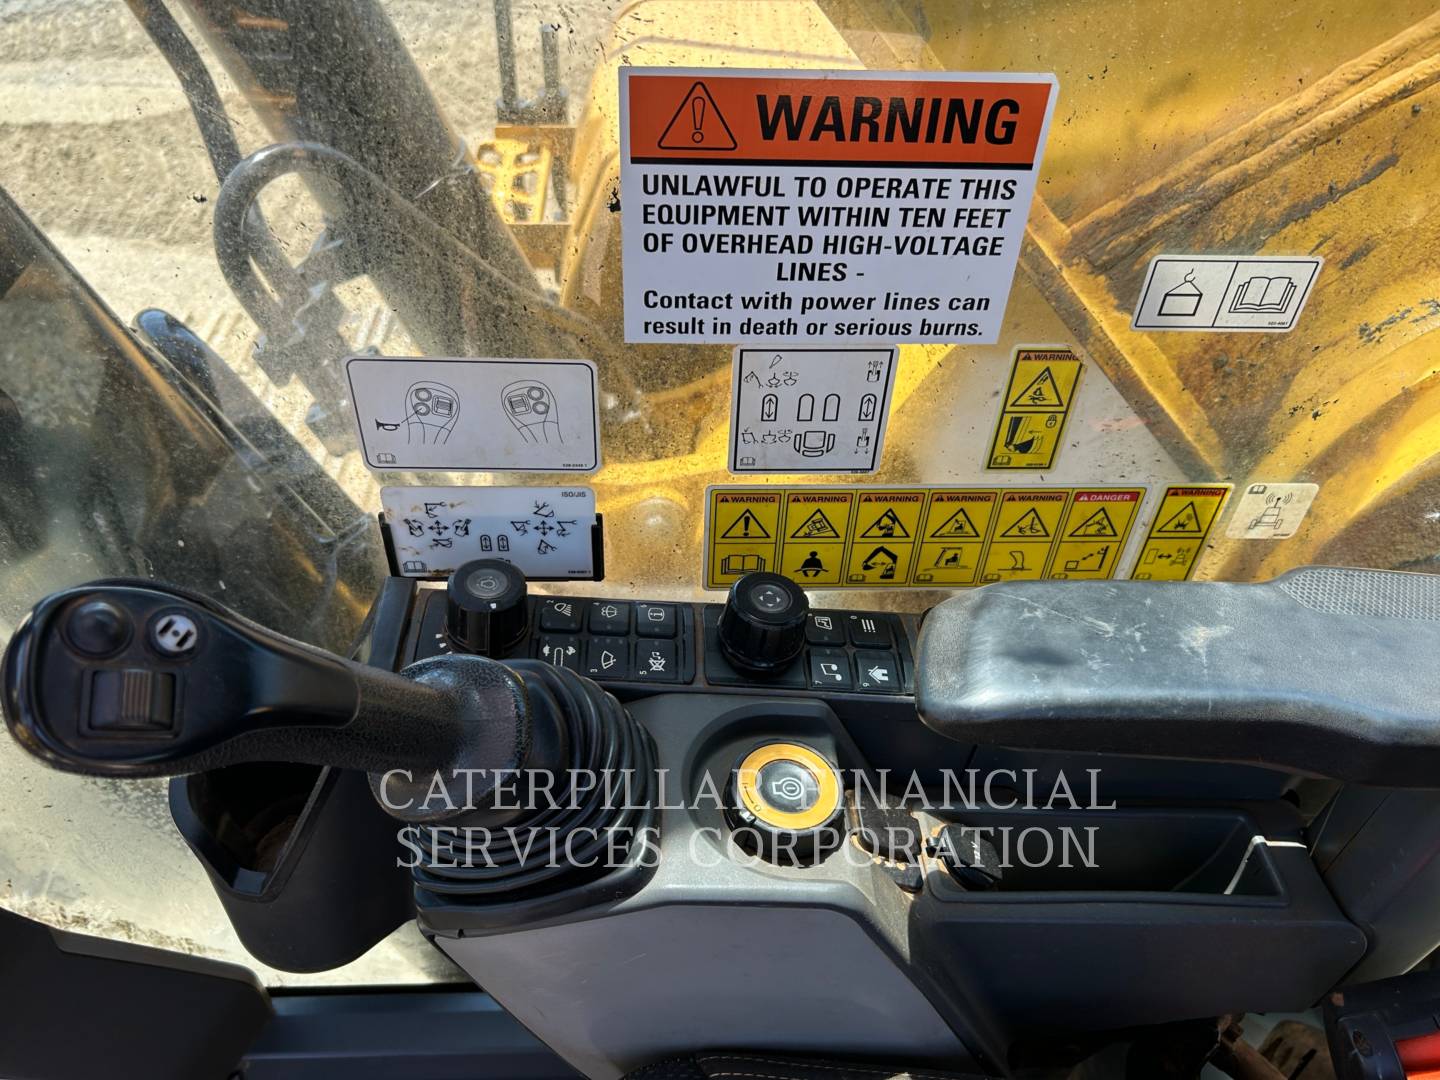 WARNING
UNLAWFUL TO OPERATE THIS
EQUIPMENT WITHIN TEN FEET
OF OVERHEAD HIGH-VOLTAGE
LINES -
Contact with power lines can
result in death or serious burns.
WARNING
ISO/JIS
WARNING WARNING WARNING WARNING WARNING DANGER WARNING
CATERPILLAR FINANCIAL
SERVICES CORPORATION